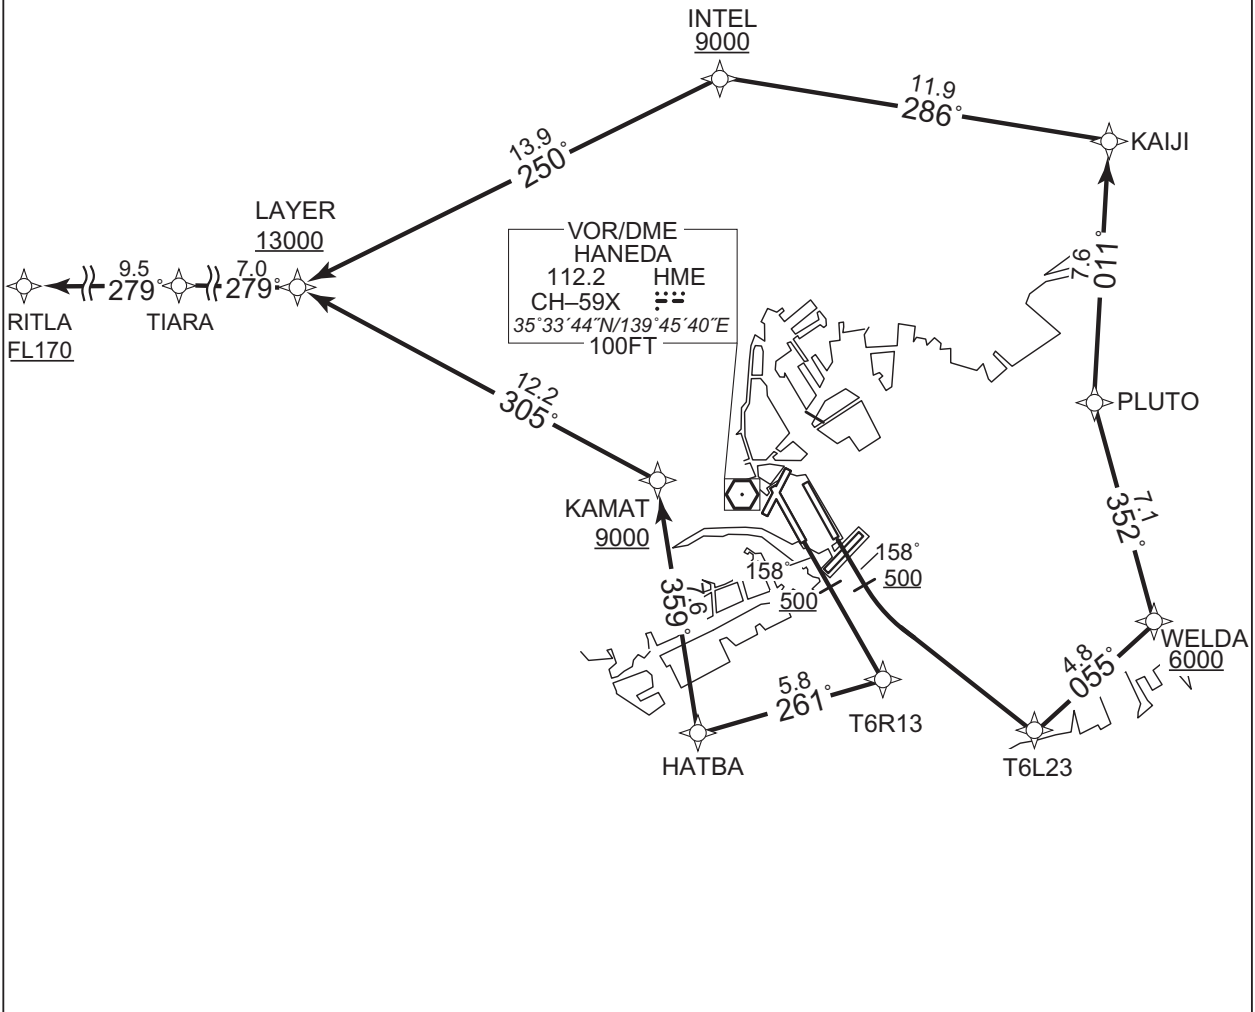 INTEL
9000
11.9
286°
KAIJI
13.9
250°
LAYER
13000
VOR/DME
HANEDA
112.2 HME
CH–59X
35°33´44˝N/139°45´40˝E
100FT
7.6
011°
9.5
279°
7.0
279°
RITLA
FL170
TIARA
12.2
305°
PLUTO
KAMAT
9000
7.1
352°
158°
500
158°
500
7.6
359°
WELDA
6000
4.8
055°
5.8
261°
T6R13
HATBA
T6L23